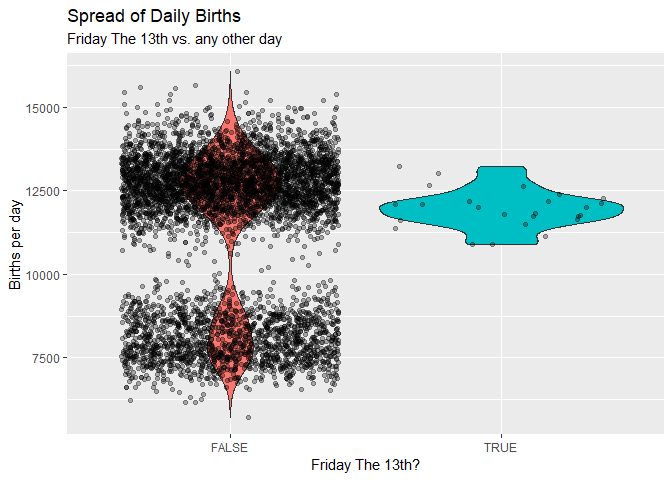 Spread of Daily Births
Friday The 13th vs. any other day
15000
12500
10000
7500
Births per day
FALSE
TRUE
Friday The 13th?